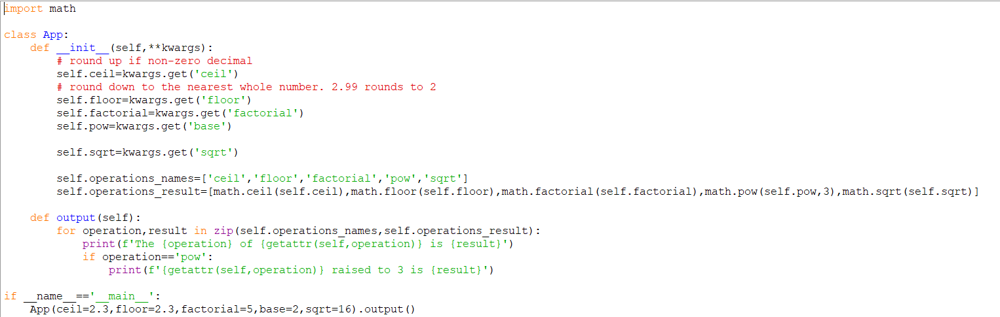 import math

class App:
    def __init__(self,**kwargs):
        # round up if non-zero decimal
        self.ceil=kwargs.get('ceil')
        # round down to the nearest whole number. 2.99 rounds to 2
        self.floor=kwargs.get('floor')
        self.factorial=kwargs.get('factorial')
        self.pow=kwargs.get('base')

        self.sqrt=kwargs.get('sqrt')

        self.operations_names=['ceil','floor','factorial','pow','sqrt']
        self.operations_result=[math.ceil(self.ceil),math.floor(self.floor),math.factorial(self.factorial),math.pow(self.pow,3),math.sqrt(self.sqrt)]

    def output(self):
        for operation,result in zip(self.operations_names,self.operations_result):
            print(f'The {operation} of {getattr(self,operation)} is {result}')
            if operation=='pow':
                print(f'{getattr(self,operation)} raised to 3 is {result}')

if __name__=='__main__':
    App(ceil=2.3,floor=2.3,factorial=5,base=2,sqrt=16).output()